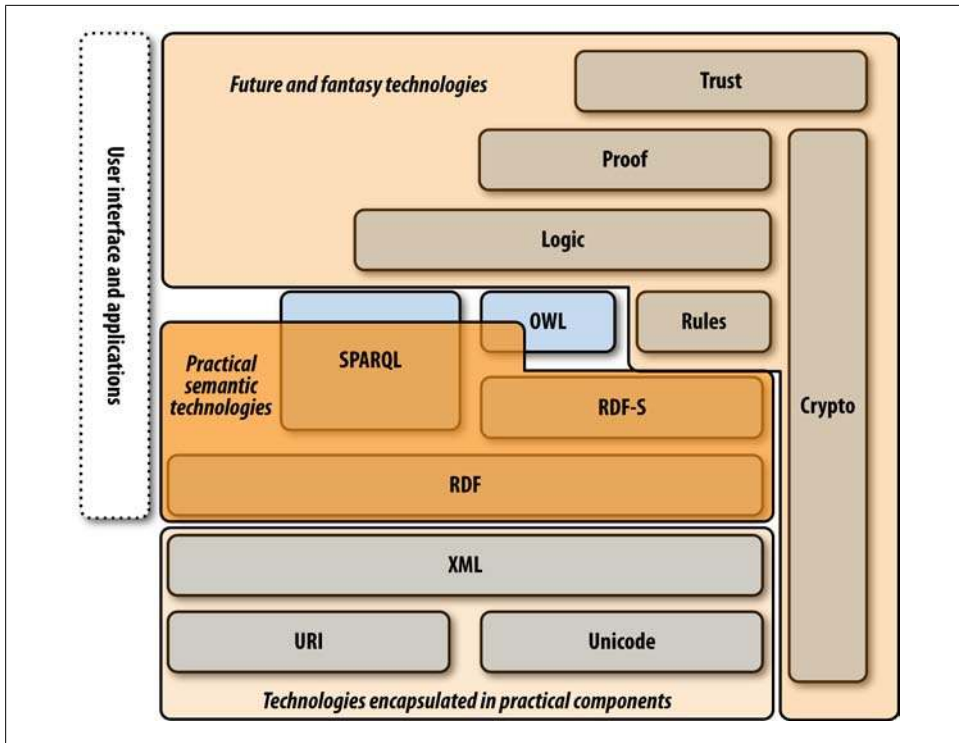 User interface and applications
Future and fantasy technologies
Trust
Proof
Logic
OWL
Rules
SPARQL
Practical
semantic
technologies
RDF-S
Crypto
RDF
XML
URI
Unicode
Technologies encapsulated in practical components